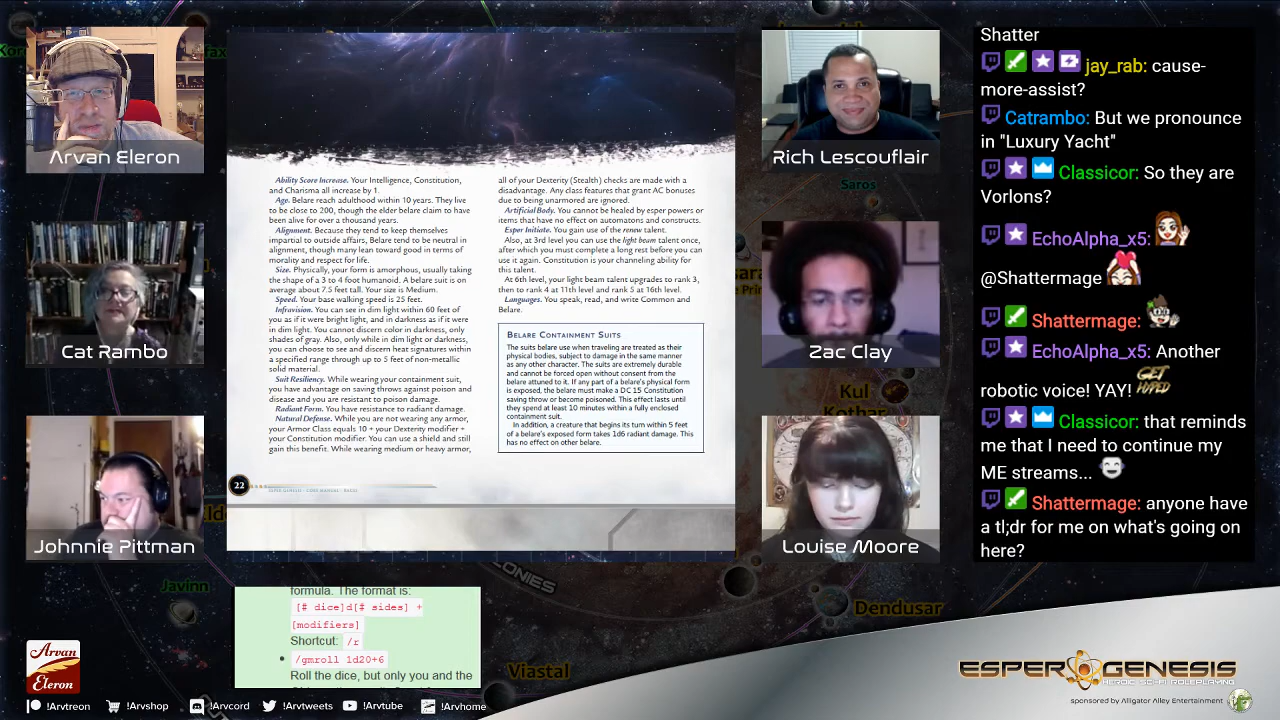 Arvan Eleron
Cat Rambo
Johnnie Pittman
Ability Score Increase. Your Intelligence, Constitution,
and Charisma all increase by 1.
Age. Belare reach adulthood within 10 years. They live
to be close to 200, though the elder belare claim to have
been alive for over a thousand years.
Alignment. Because they tend to keep themselves
impartial to outside affairs, Belare tend to be neutral in
alignment, though many lean toward good in terms of
morality and respect for life.
Size. Physically, your form is amorphous, usually taking
the shape of a 3 to 4 foot humanoid. A belare suit is on
average about 7.5 feet tall. Your size is Medium.
Speed. Your base walking speed is 25 feet.
Infravision. You can see in dim light within 60 feet of
you as if it were bright light, and in darkness as if it were
in dim light. You cannot discern color in darkness, only
shades of gray. Also, only while in dim light or darkness,
you can choose to see and discern heat signatures within
a specified range through up to 5 feet of non-metallic
solid material.
Suit Resiliency. While wearing your containment suit,
you have advantage on saving throws against poison and
disease and you are resistant to poison damage.
Radiant Form. You have resistance to radiant damage.
Natural Defense. While you are not wearing any armor,
your Armor Class equals 10 + your Dexterity modifier +
your Constitution modifier. You can use a shield and still
gain this benefit. While wearing medium or heavy armor,
all of your Dexterity (Stealth) checks are made with a
disadvantage. Any class features that grant AC bonuses
due to being unarmored are ignored.
Artificial Body. You cannot be healed by esper powers or
items that have no effect on automatons and constructs.
Esper Initiate. You gain use of the renew talent.
Also, at 3rd level you can use the light beam talent once,
after which you must complete a long rest before you can
use it again. Constitution is your channeling ability for
this talent.
At 6th level, your light beam talent upgrades to rank 3,
then to rank 4 at 11th level and rank 5 at 16th level.
Languages. You speak, read, and write Common and
Belare.
Belare Containment Suits
The suits belare use when traveling are treated as their
physical bodies, subject to damage in the same manner
as any other character. The suits are extremely durable
and cannot be forced open without consent from the
belare attuned to it. If any part of a belare's physical form
is exposed, the belare must make a DC 15 Constitution
saving throw or become poisoned. This effect lasts until
they spend at least 10 minutes within a fully enclosed
containment suit.
In addition, a creature that begins its turn within 5 feet
of a belare's exposed form takes 1d6 radiant damage. This
has no effect on other belare.
22
ESPER GENESIS · CORE MANUAL · RACES
Rich Lescouflair
Saros
Zac Clay
Kul
Kothar
Louise Moore
Shatter
jay_rab: cause-
more-assist?
Catrambo: But we pronounce
in "Luxury Yacht"
Classicor: So they are
Vorlons?
EchoAlpha_x5:
@Shattermage
Shattermage:
EchoAlpha_x5: Another
robotic voice! YAY! GET HYPED
Classicor: that reminds
me that I need to continue my
ME streams...
Shattermage: anyone have
a tl;dr for me on what's going on
here?
Javinn
formula. The format is:
[# dice]d[# sides] +
[modifiers]
Shortcut: /r
/gmroll 1d20+6
Roll the dice, but only you and the
Viastal
Dendusar
Arvan
Eleron
!Artreon !Arvshop !Arvcord !Arvtweets !Arvtube !Arvhome
ESPER GENESIS
HEROIC SCI-FI ROLEPLAYING
sponsored by Alligator Alley Entertainment